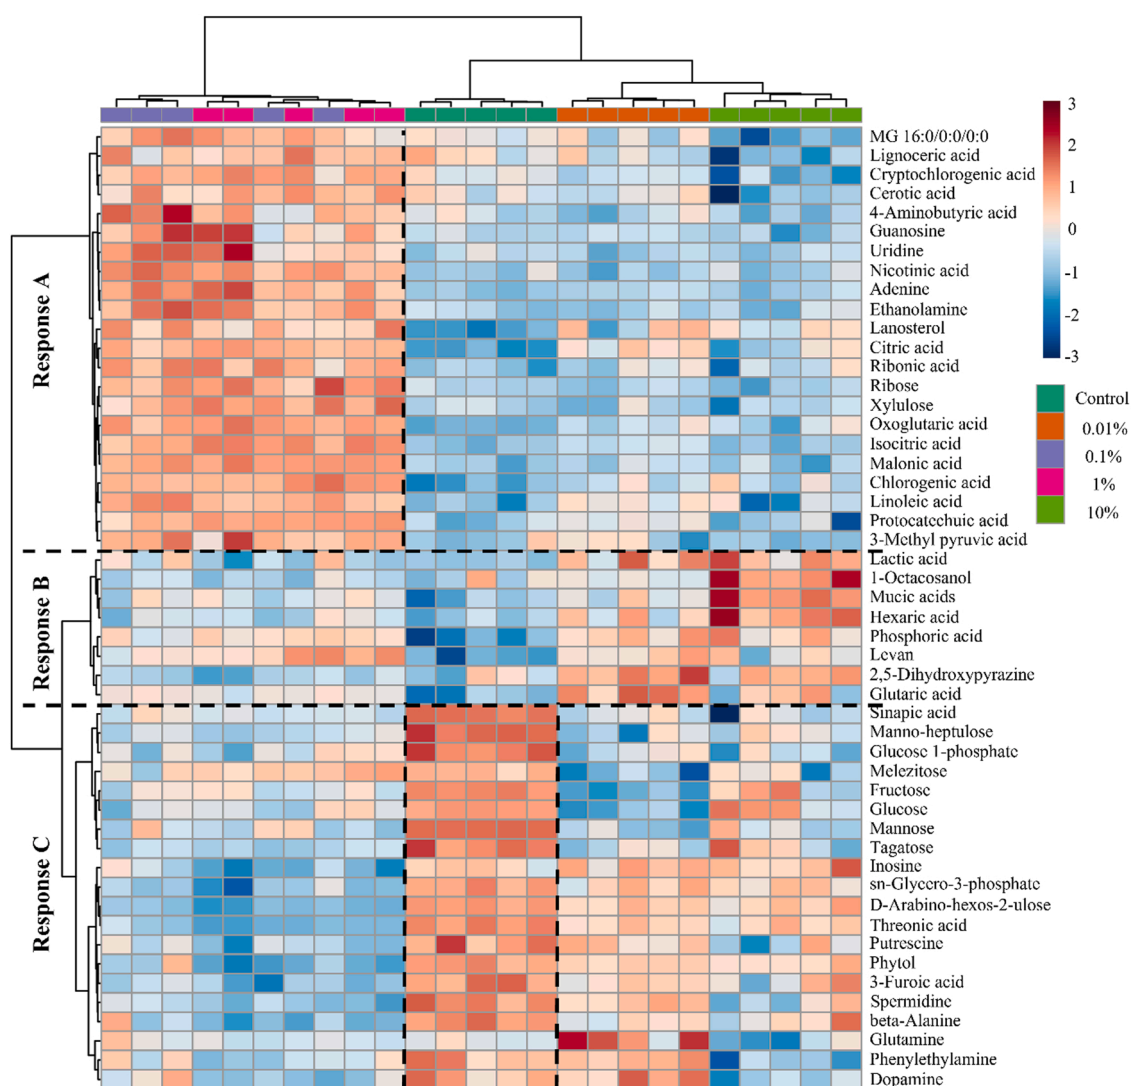 MG 16:0/0:0/0:0
Lignoceric acid
Cryptochlorogenic acid
Cerotic acid
4-Aminobutyric acid
Guanosine
Uridine
Nicotinic acid
Adenine
Ethanolamine
Lanosterol
Citric acid
Ribonic acid
Ribose
Xylulose
Oxoglutaric acid
Isocitric acid
Malonic acid
Chlorogenic acid
Linoleic acid
Protocatechuic acid
3-Methyl pyruvic acid
Lactic acid
1-Octacosanol
Mucic acids
Hexaric acid
Phosphoric acid
Levan
2,5-Dihydroxypyrazine
Glutaric acid
Sinapic acid
Manno-heptulose
Glucose 1-phosphate
Melezitose
Fructose
Glucose
Mannose
Tagatose
Inosine
sn-Glycero-3-phosphate
D-Arabino-hexos-2-ulose
Threonic acid
Putrescine
Phytol
3-Furoic acid
Spermidine
beta-Alanine
Glutamine
Phenylethylamine
Dopamine
Response A
Response B
Response C
3
2
1
0
-1
-2
-3
Control
0.01%
0.1%
1%
10%